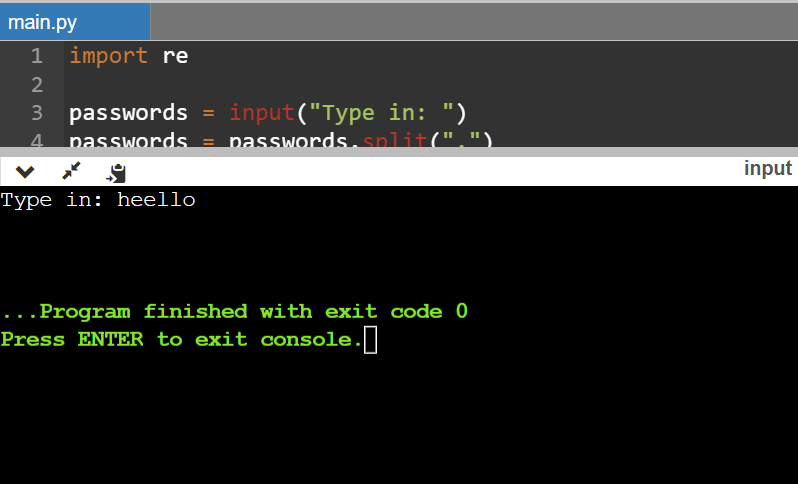 main.py
1 import re
2
3 passwords = input("Type in: ")
4 passwords = passwords.split(",")
input
Type in: heello
...Program finished with exit code 0
Press ENTER to exit console.